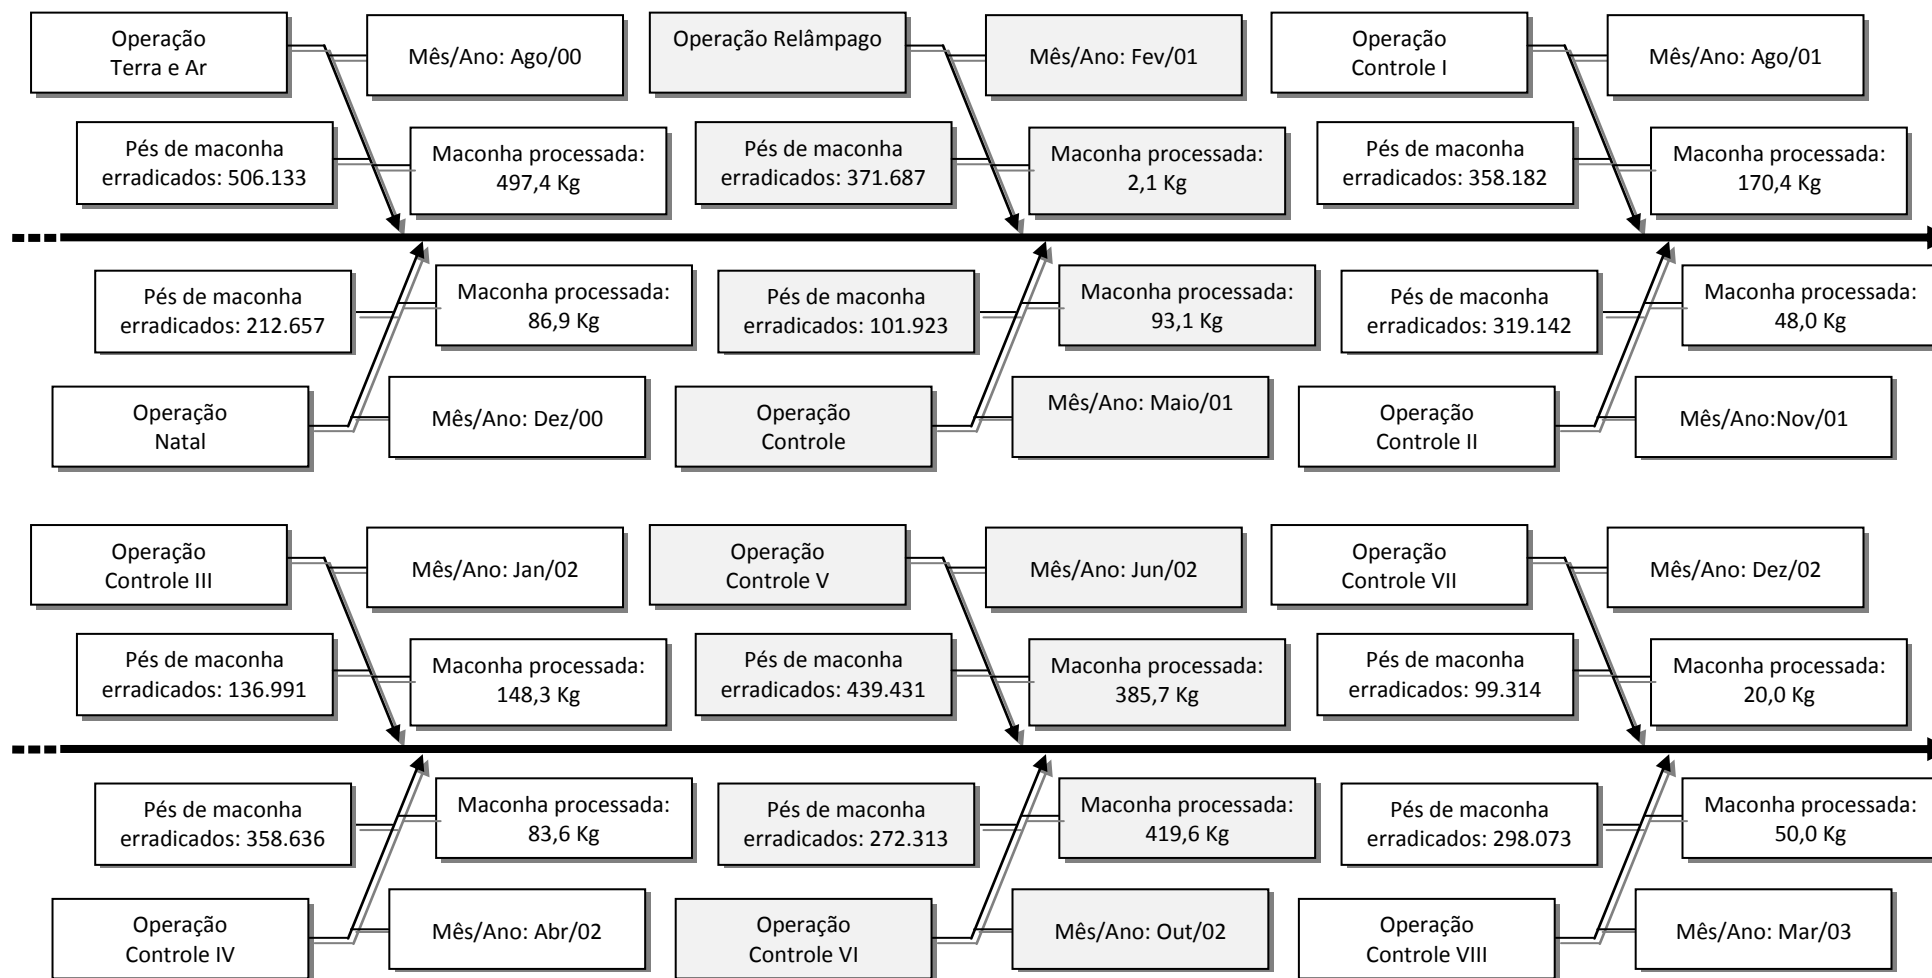 Operação
Terra e Ar
Mês/Ano: Ago/00
Pés de maconha
erradicados: 506.133
Maconha processada:
497,4 Kg
Operação Relâmpago
Mês/Ano: Fev/01
Pés de maconha
erradicados: 371.687
Maconha processada:
2,1 Kg
Operação
Controle I
Mês/Ano: Ago/01
Pés de maconha
erradicados: 358.182
Maconha processada:
170,4 Kg
Pés de maconha
erradicados: 212.657
Maconha processada:
86,9 Kg
Operação
Natal
Mês/Ano: Dez/00
Pés de maconha
erradicados: 101.923
Maconha processada:
93,1 Kg
Operação
Controle
Mês/Ano: Maio/01
Pés de maconha
erradicados: 319.142
Maconha processada:
48,0 Kg
Operação
Controle II
Mês/Ano:Nov/01
Operação
Controle III
Mês/Ano: Jan/02
Pés de maconha
erradicados: 136.991
Maconha processada:
148,3 Kg
Operação
Controle V
Mês/Ano: Jun/02
Pés de maconha
erradicados: 439.431
Maconha processada:
385,7 Kg
Operação
Controle VII
Mês/Ano: Dez/02
Pés de maconha
erradicados: 99.314
Maconha processada:
20,0 Kg
Pés de maconha
erradicados: 358.636
Maconha processada:
83,6 Kg
Operação
Controle IV
Mês/Ano: Abr/02
Pés de maconha
erradicados: 272.313
Maconha processada:
419,6 Kg
Operação
Controle VI
Mês/Ano: Out/02
Pés de maconha
erradicados: 298.073
Maconha processada:
50,0 Kg
Operação
Controle VIII
Mês/Ano: Mar/03